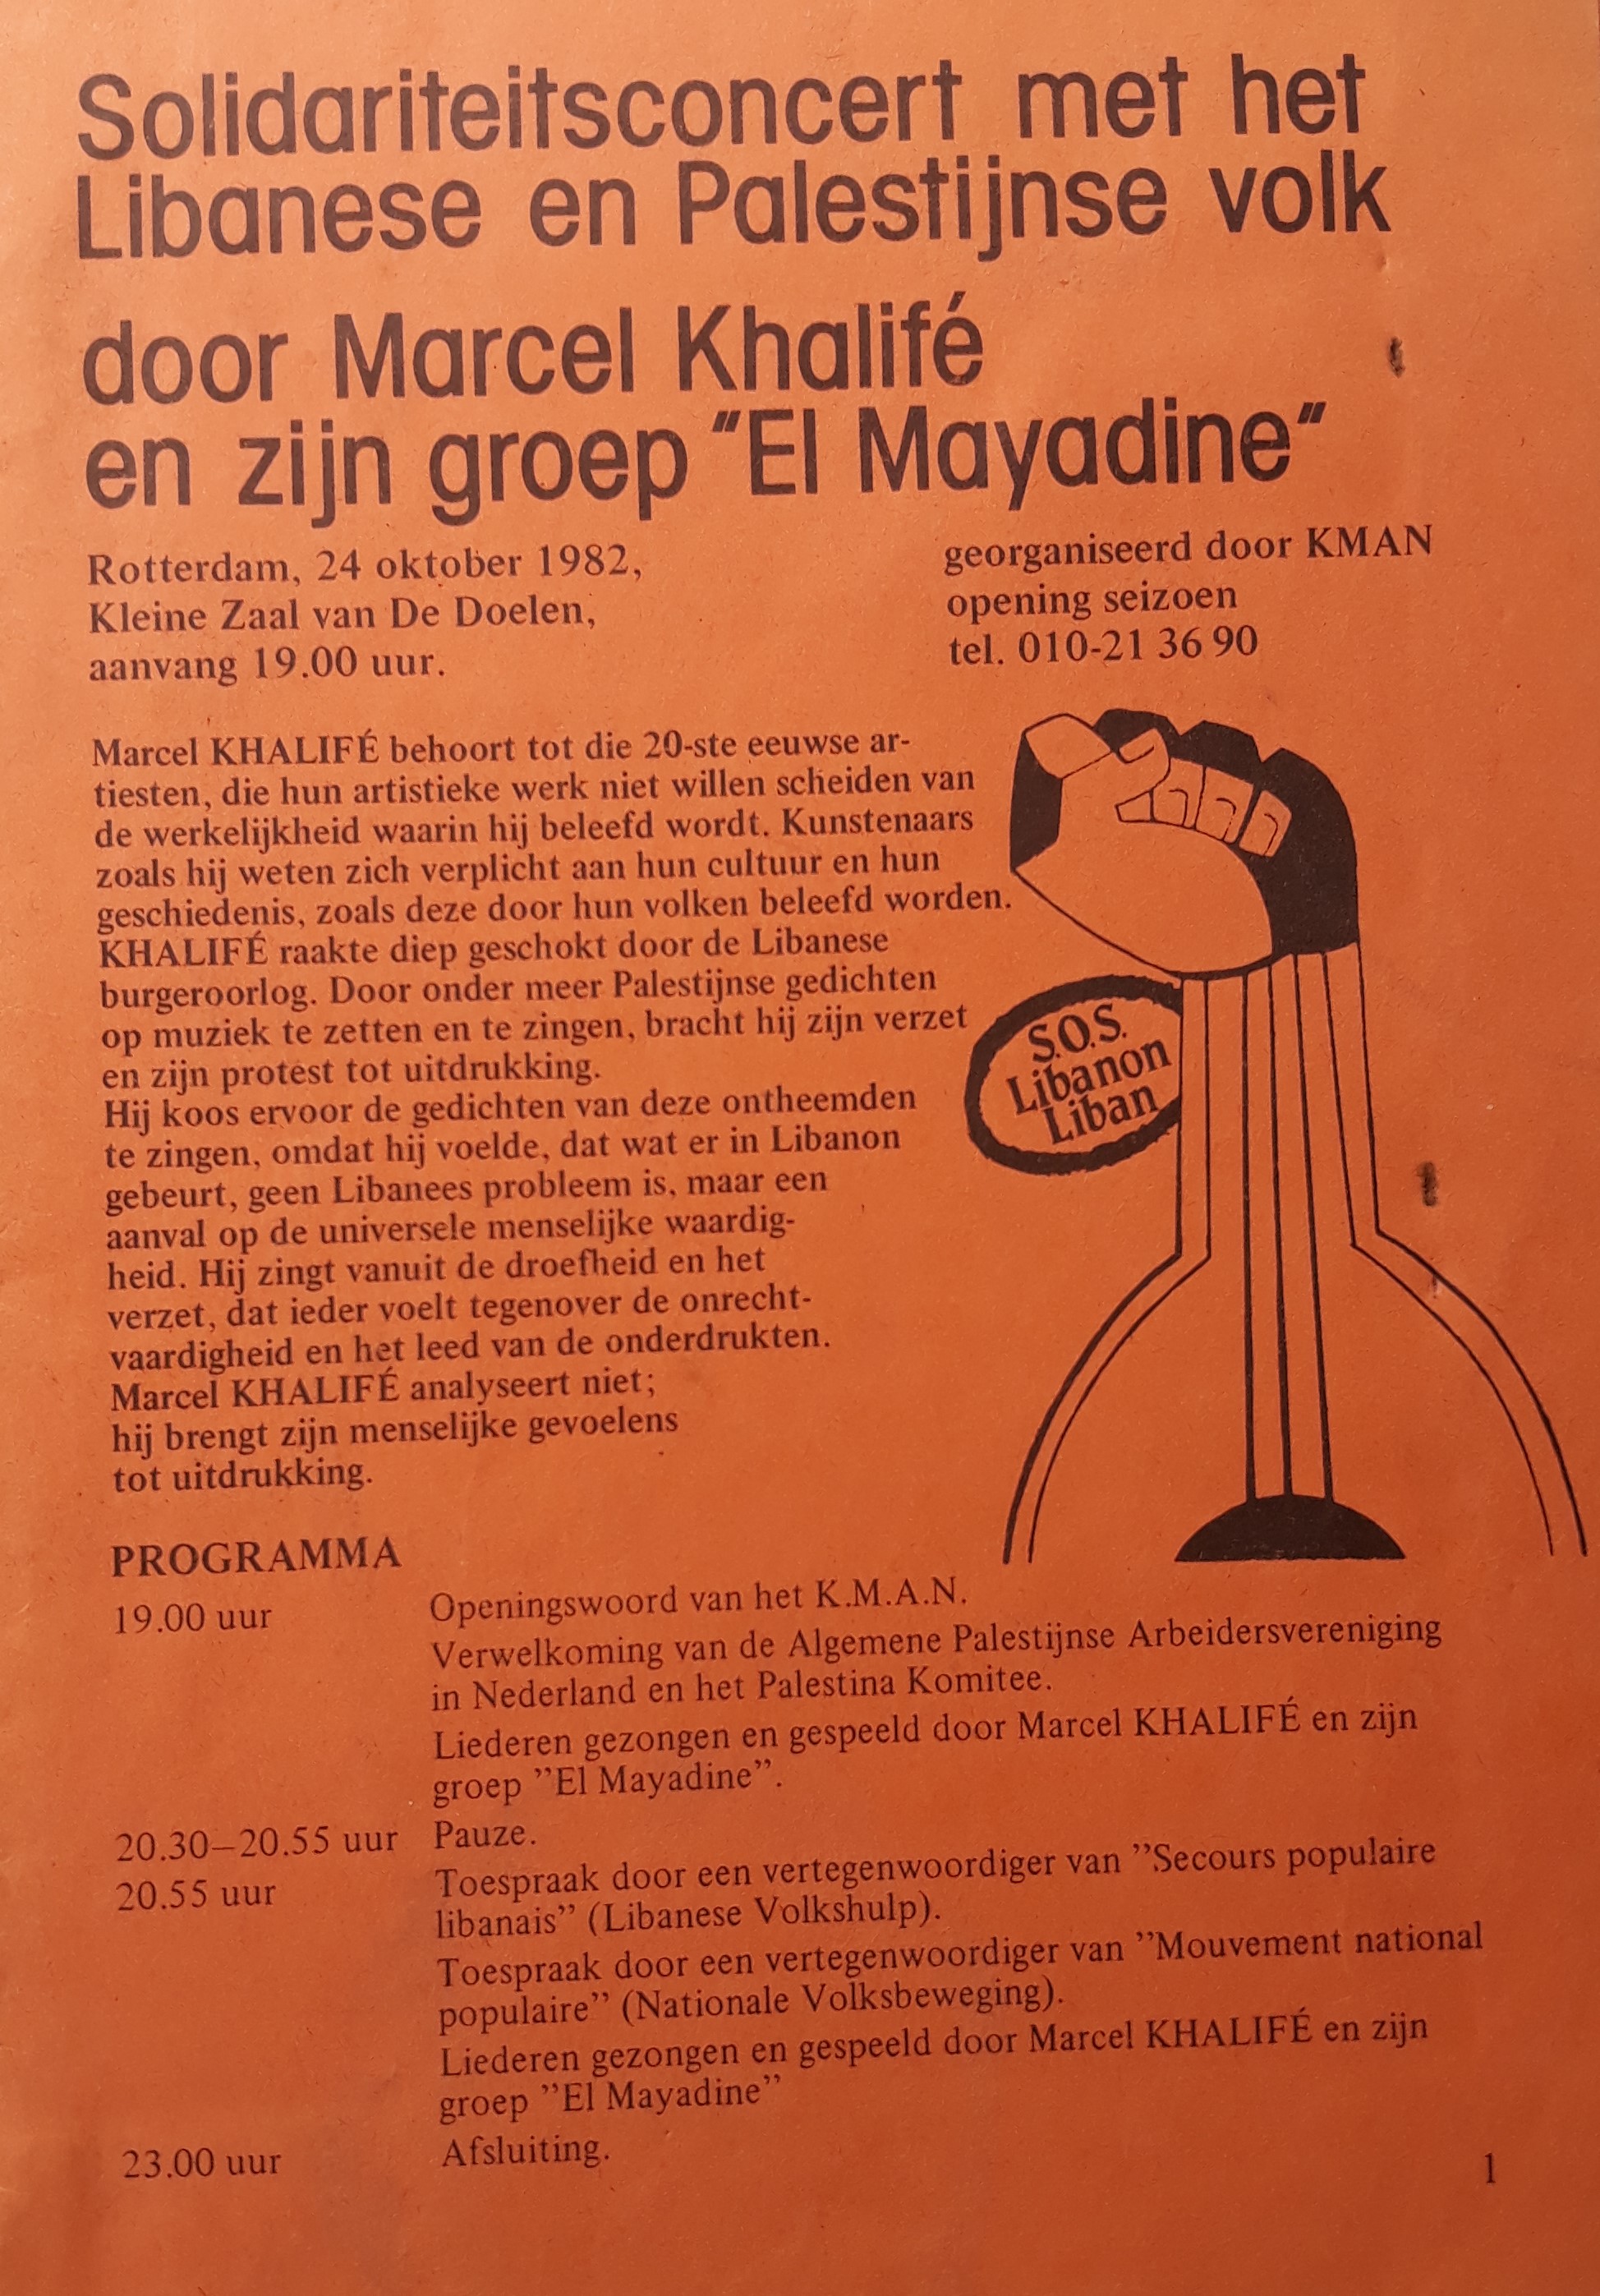 Solidariteitsconcert met het
Libanese en Palestijnse volk
door Marcel Khalifé
en zijn groep "El Mayadine"
Rotterdam, 24 oktober 1982,
Kleine Zaal van De Doelen,
aanvang 19.00 uur.
georganiseerd door KMAN
opening seizoen
tel. 010-21 36 90
Marcel KHALIFÉ behoort tot die 20-ste eeuwse ar-
tiesten, die hun artistieke werk niet willen scheiden van
de werkelijkheid waarin hij beleefd wordt. Kunstenaars
zoals hij weten zich verplicht aan hun cultuur en hun
geschiedenis, zoals deze door hun volken beleefd worden.
KHALIFÉ raakte diep geschokt door de Libanese
burgeroorlog. Door onder meer Palestijnse gedichten
op muziek te zetten en te zingen, bracht hij zijn verzet
en zijn protest tot uitdrukking.
Hij koos ervoor de gedichten van deze ontheemden
te zingen, omdat hij voelde, dat wat er in Libanon
gebeurt, geen Libanees probleem is, maar een
aanval op de universele menselijke waardig-
heid. Hij zingt vanuit de droefheid en het
verzet, dat ieder voelt tegenover de onrecht-
vaardigheid en het leed van de onderdrukten.
Marcel KHALIFÉ analyseert niet;
hij brengt zijn menselijke gevoelens
tot uitdrukking.
S.O.S.
Libanon
Liban
PROGRAMMA
19.00 uur Openingswoord van het K.M.A.N.
Verwelkoming van de Algemene Palestijnse Arbeidersvereniging
in Nederland en het Palestina Komitee.
Liederen gezongen en gespeeld door Marcel KHALIFÉ en zijn
groep ”El Mayadine”.
20.30–20.55 uur Pauze.
20.55 uur Toespraak door een vertegenwoordiger van ”Secours populaire
libanais” (Libanese Volkshulp).
Toespraak door een vertegenwoordiger van ”Mouvement national
populaire” (Nationale Volksbeweging).
Liederen gezongen en gespeeld door Marcel KHALIFÉ en zijn
groep ”El Mayadine”
23.00 uur Afsluiting.
1